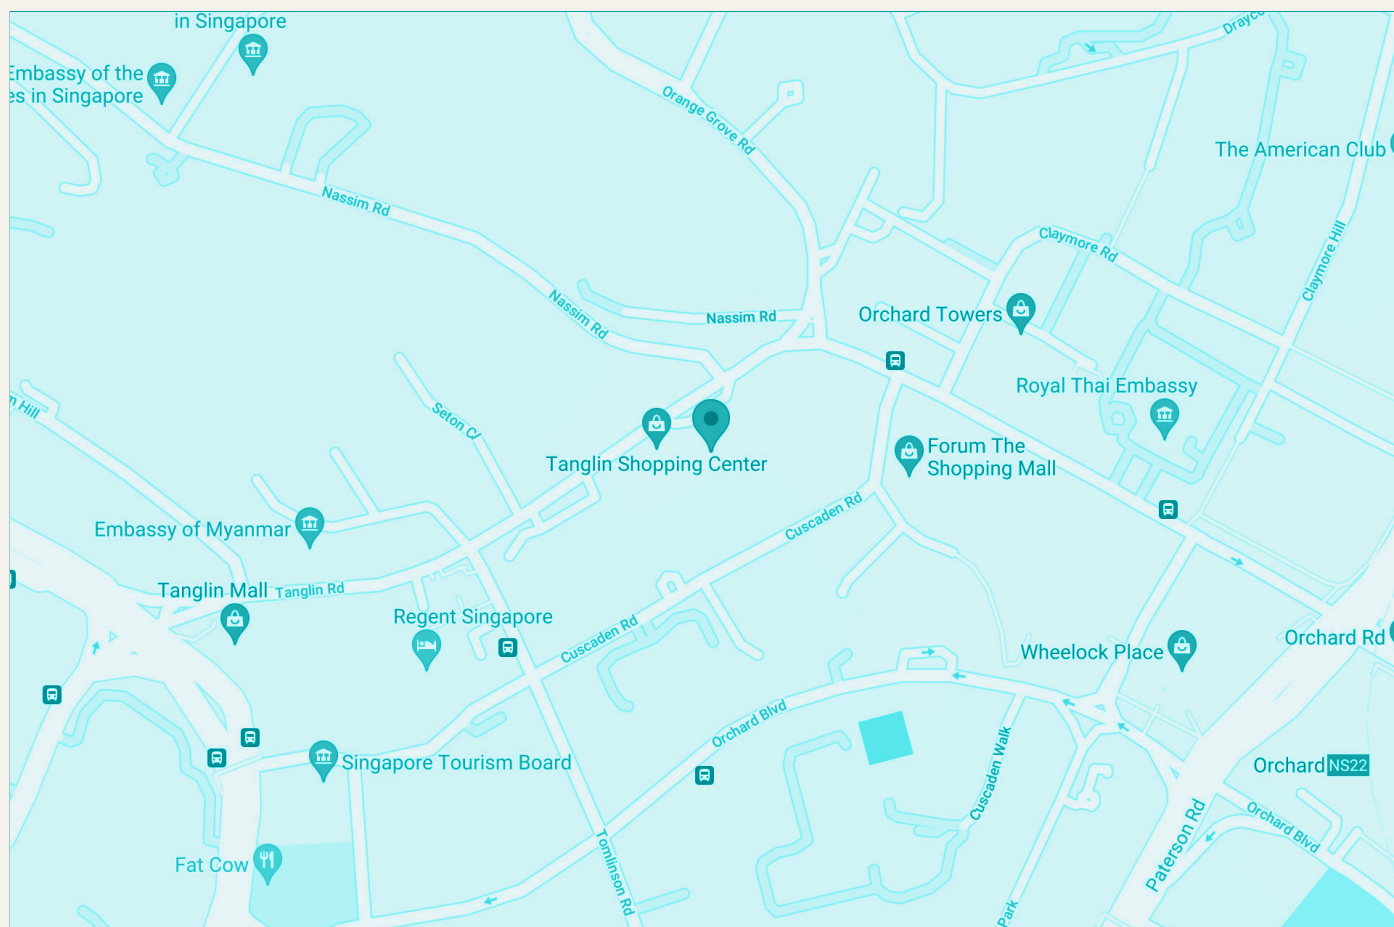 in Singapore
Embassy of the
es in Singapore
Drayco
Orange Grove Rd
The American Club
Nassim Rd
Claymore Rd
Claymore Hill
Nassim Rd
Nassim Rd
Orchard Towers
Royal Thai Embassy
m Hill
Seton Cl
Tanglin Shopping Center
Forum The
Shopping Mall
Embassy of Myanmar
Cuscaden Rd
Tanglin Mall
Tanglin Rd
Regent Singapore
Cuscaden Rd
Wheelock Place
Orchard Rd
Orchard Blvd
Singapore Tourism Board
Cuscaden Walk
Orchard NS22
Orchard Blvd
Paterson Rd
Fat Cow
Tomlinson Rd
Park